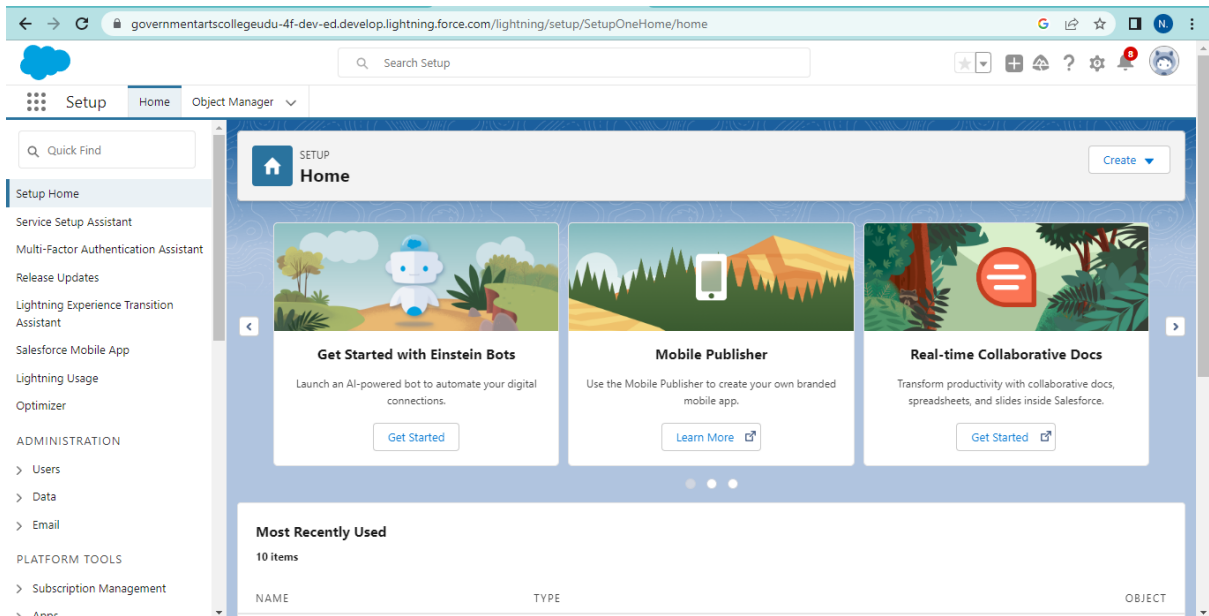 governmentartscollegeudu-4f-dev-ed.develop.lightning.force.com/lightning/setup/SetupOneHome/home
G
N.
Search Setup
8
Setup
Home
Object Manager
Quick Find
Setup Home
Service Setup Assistant
Multi-Factor Authentication Assistant
Release Updates
Lightning Experience Transition
Assistant
Salesforce Mobile App
Lightning Usage
Optimizer
ADMINISTRATION
Users
Data
Email
PLATFORM TOOLS
Subscription Management
Apps
SETUP
Home
Create
Get Started with Einstein Bots
Launch an AI-powered bot to automate your digital
connections.
Get Started
Mobile Publisher
Use the Mobile Publisher to create your own branded
mobile app.
Learn More
Real-time Collaborative Docs
Transform productivity with collaborative docs,
spreadsheets, and slides inside Salesforce.
Get Started
Most Recently Used
10 items
NAME TYPE OBJECT